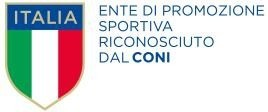 ITALIA
ENTE DI PROMOZIONE
SPORTIVA
RICONOSCIUTO
DAL CONI